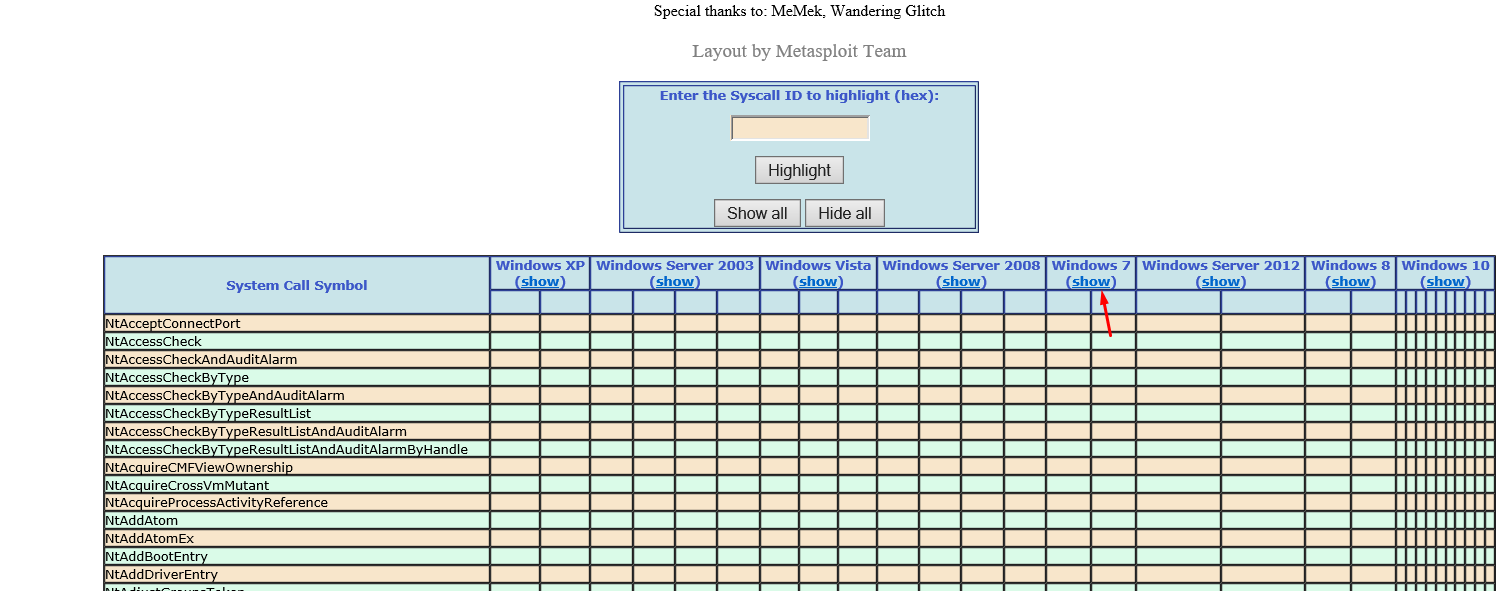 Special thanks to: MeMek, Wandering Glitch
Layout by Metasploit Team
Enter the Syscall ID to highlight (hex):
Highlight
Show all Hide all
System Call Symbol
Windows XP (show)
Windows Server 2003 (show)
Windows Vista (show)
Windows Server 2008 (show)
Windows 7 (show)
Windows Server 2012 (show)
Windows 8 (show)
Windows 10 (show)
NtAcceptConnectPort
NtAccessCheck
NtAccessCheckAndAuditAlarm
NtAccessCheckByType
NtAccessCheckByTypeAndAuditAlarm
NtAccessCheckByTypeResultList
NtAccessCheckByTypeResultListAndAuditAlarm
NtAccessCheckByTypeResultListAndAuditAlarmByHandle
NtAcquireCMFViewOwnership
NtAcquireCrossVmMutant
NtAcquireProcessActivityReference
NtAddAtom
NtAddAtomEx
NtAddBootEntry
NtAddDriverEntry